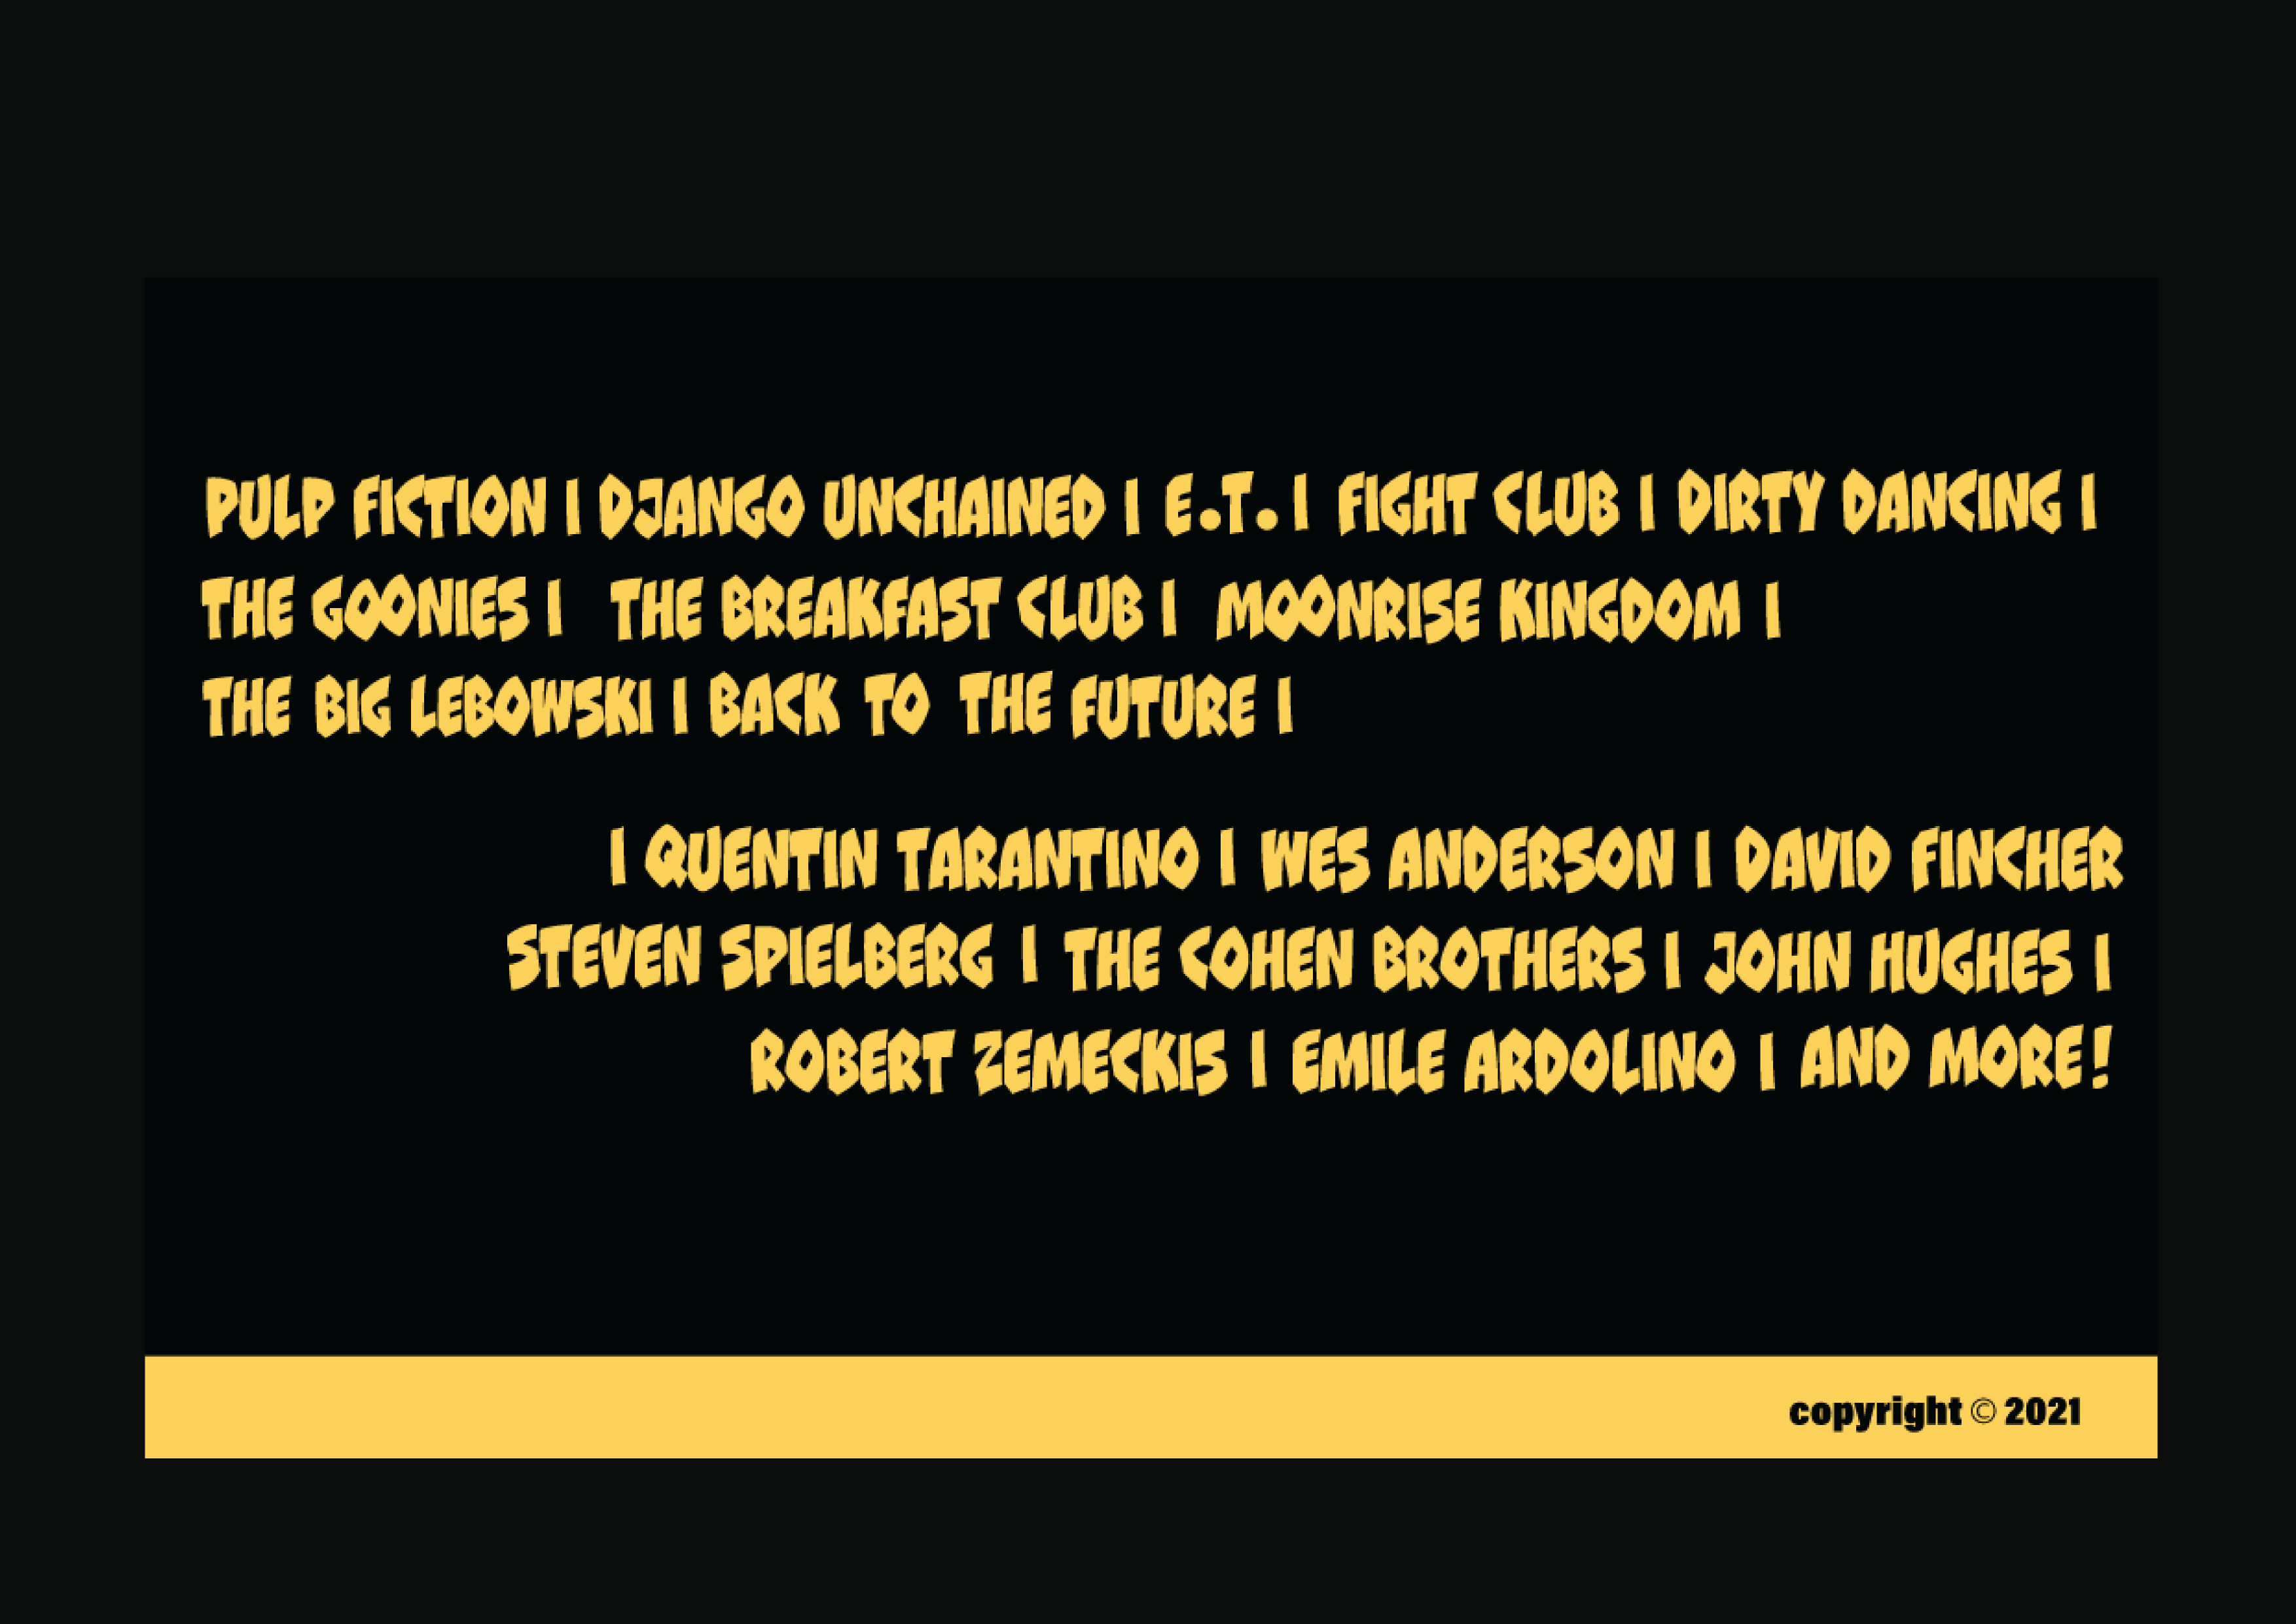 PULP FICTION | DJANGO UNCHAINED | E.T. | FIGHT CLUB | DIRTY DANCING |
THE GOONIES | THE BREAKFAST CLUB | MOONRISE KINGDOM |
THE BIG LEBOWSKI | BACK TO THE FUTURE |
| QUENTIN TARANTINO | WES ANDERSON | DAVID FINCHER
STEVEN SPIELBERG | THE COHEN BROTHERS | JOHN HUGHES |
ROBERT ZEMECKIS | EMILE ARDOLINO | AND MORE!
copyright © 2021